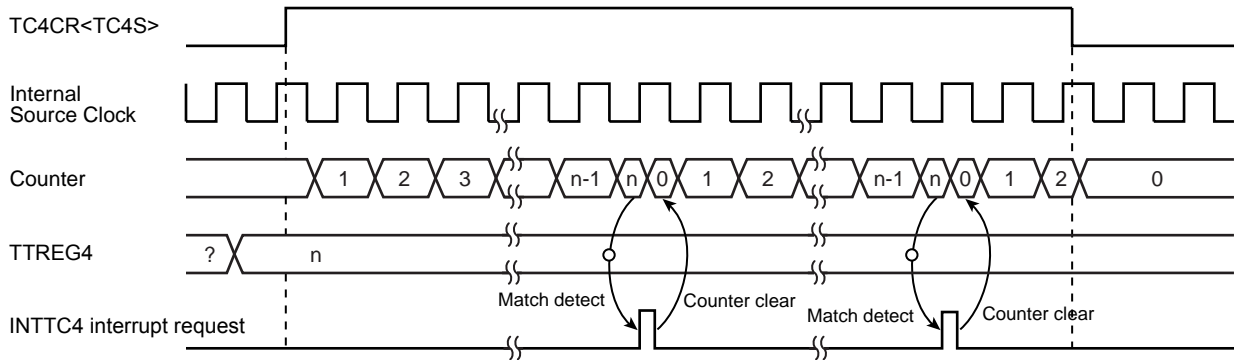 TC4CR<TC4S>
Internal
Source Clock
Counter
1 2 3 n-1 n 0 1 2 n-1 n 0 1 2 0
TTREG4
? n
Match detect Counter clear Match detect Counter clear
INTTC4 interrupt request